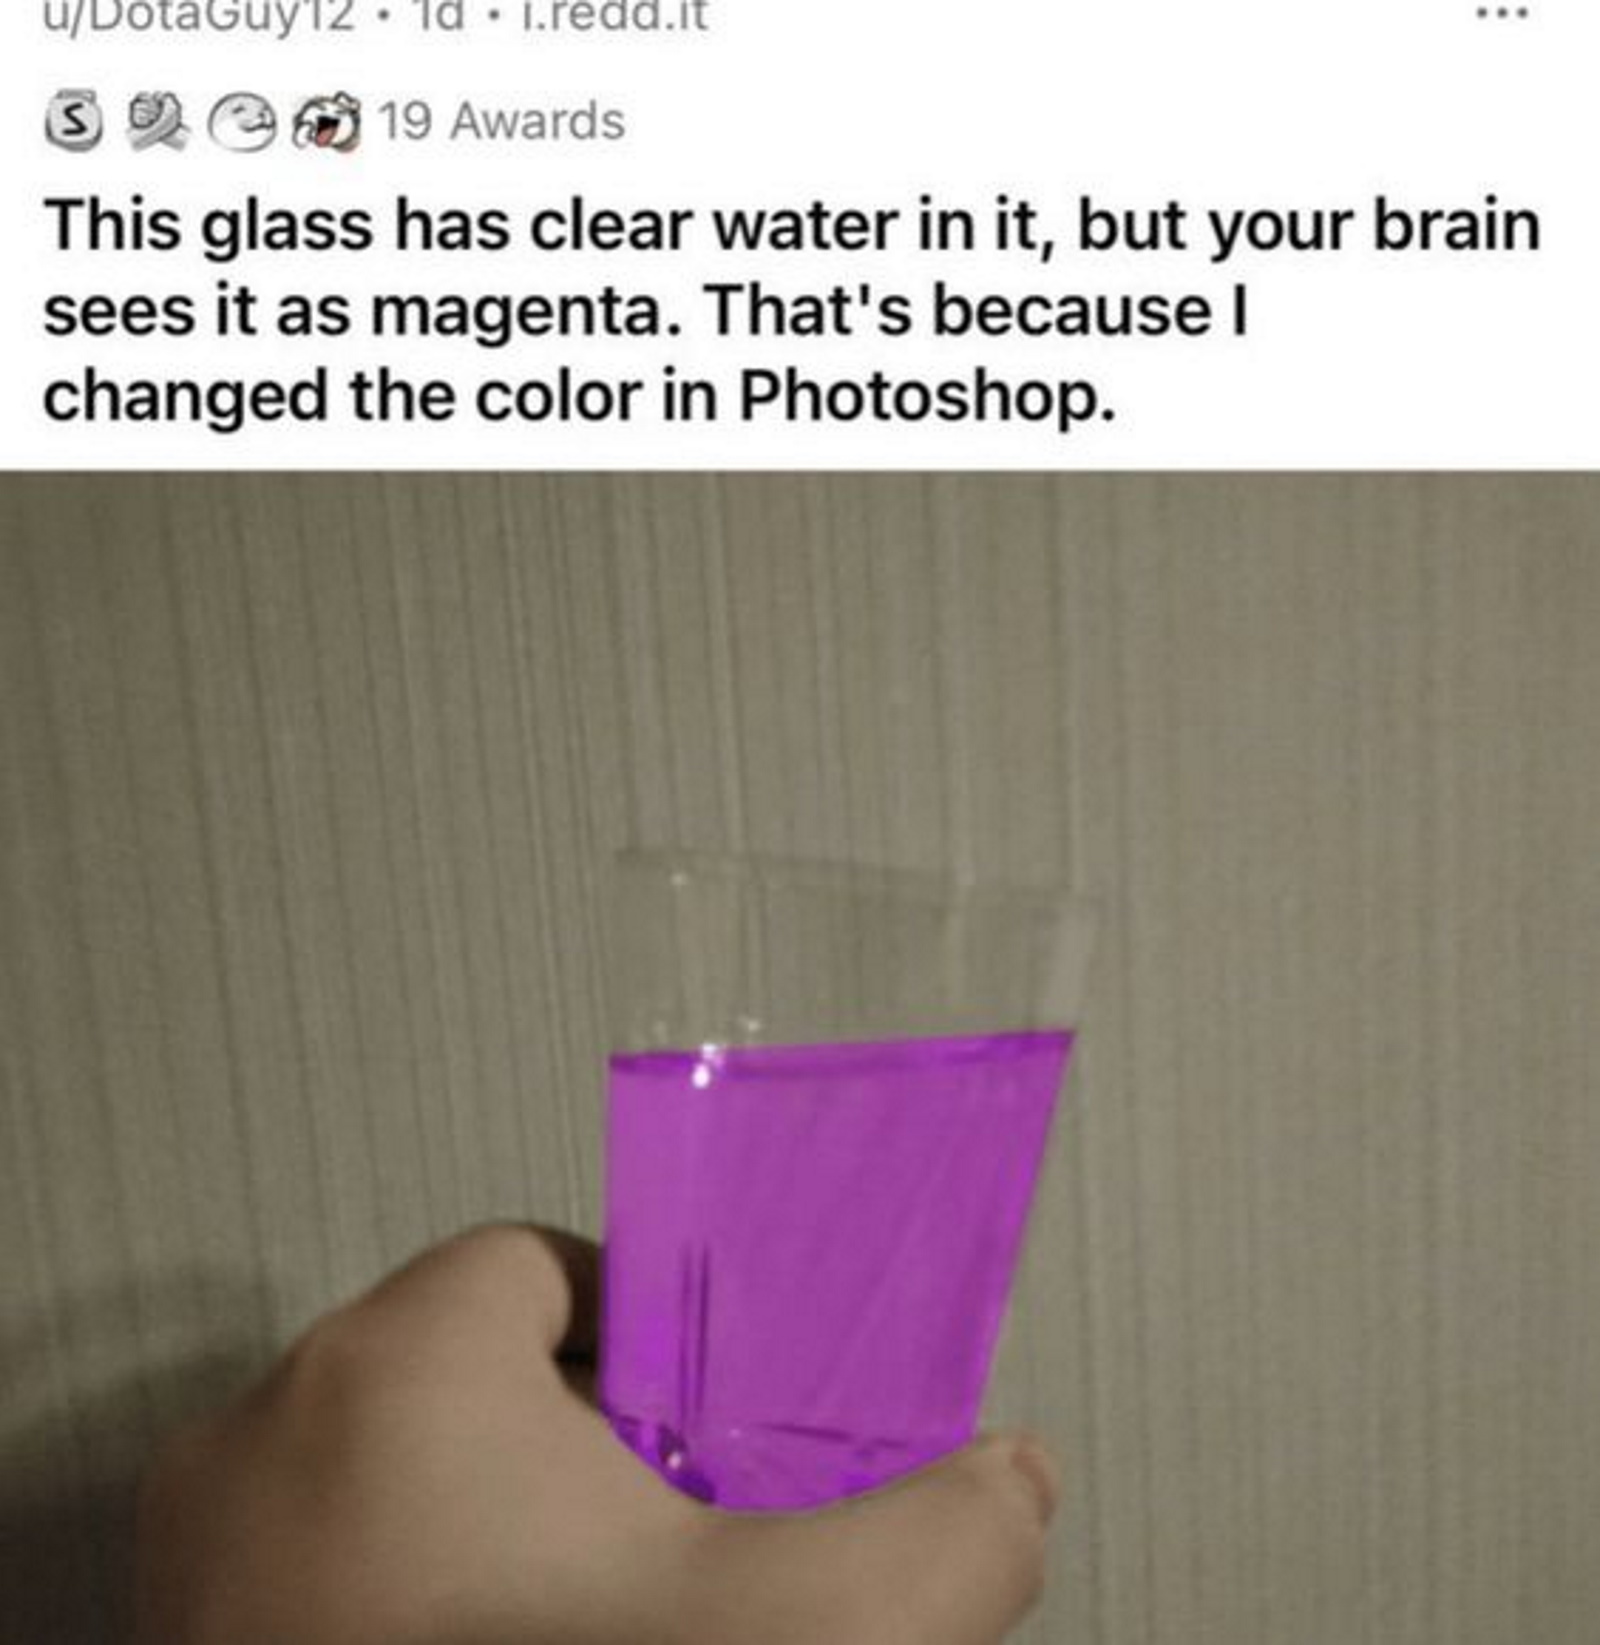 u/DotaGuy12 • 1d • i.redd.it
S 19 Awards
This glass has clear water in it, but your brain
sees it as magenta. That's because I
changed the color in Photoshop.